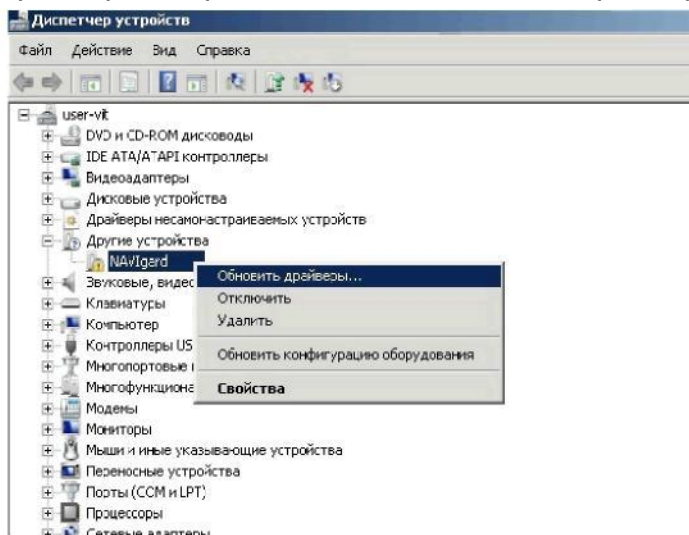 Диспетчер устройств
Файл Действие Вид Справка
user-vit
DVD и CD-ROM дисководы
IDE ATA/ATAPI контроллеры
Видеоадаптеры
Дисковые устройства
Драйверы несамонастраиваемых устройств
Другие устройства
NAVIgard
Обновить драйверы...
Звуковые, видео
Отключить
Клавиатуры
Удалить
Компьютер
Контроллеры US
Обновить конфигурацию оборудования
Многопортовые
Многофункциона
Свойства
Модемы
Мониторы
Мыши и иные указывающие устройства
Переносные устройства
Порты (COM и LPT)
Процессоры
Сетевые адаптеры